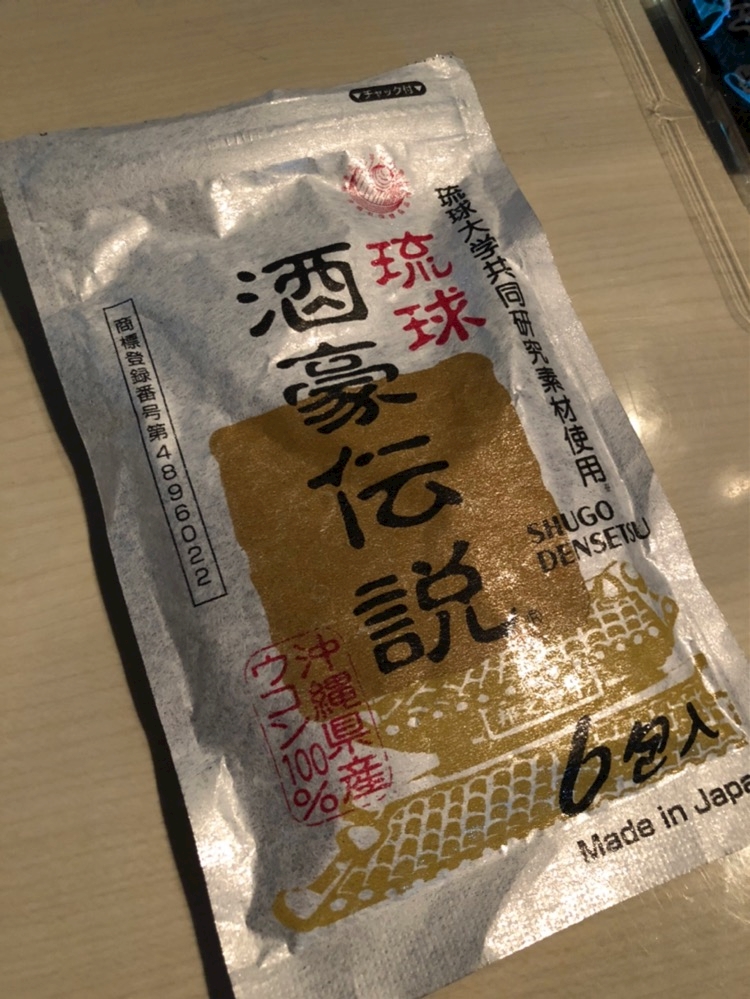 ▼チャック付▼
琉球大学共同研究素材使用※
琉球
酒豪伝説
商標登録番号第4896022
SHUGO
DENSETSU
沖縄県産
ウコン100%
6包入
Made in Japa